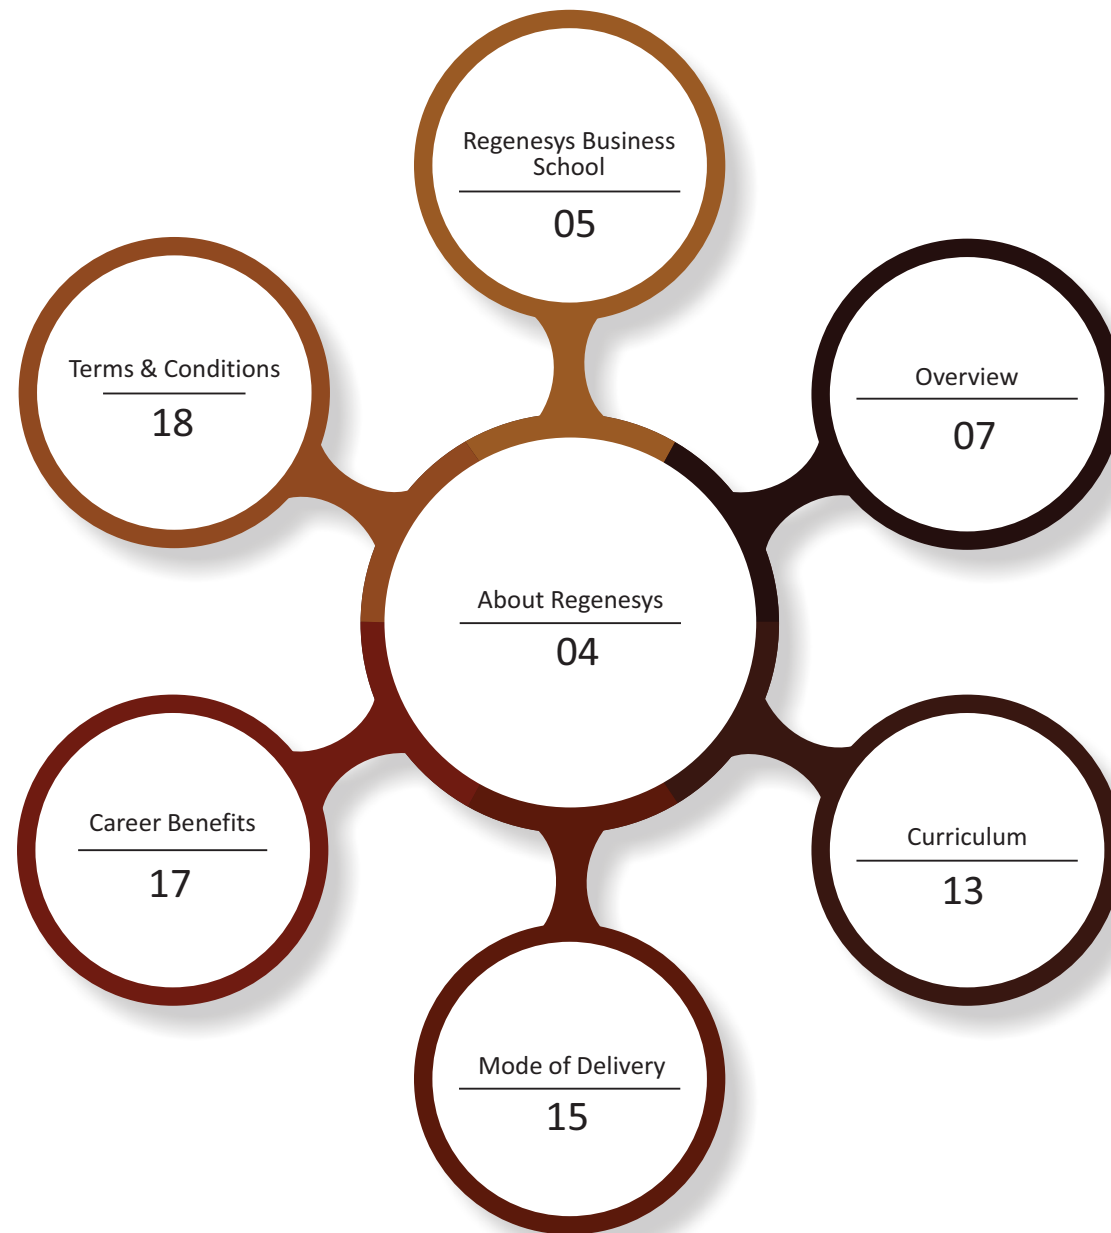 Regenesys Business
School
05
Terms & Conditions
18
Overview
07
About Regenesys
04
Career Benefits
17
Curriculum
13
Mode of Delivery
15